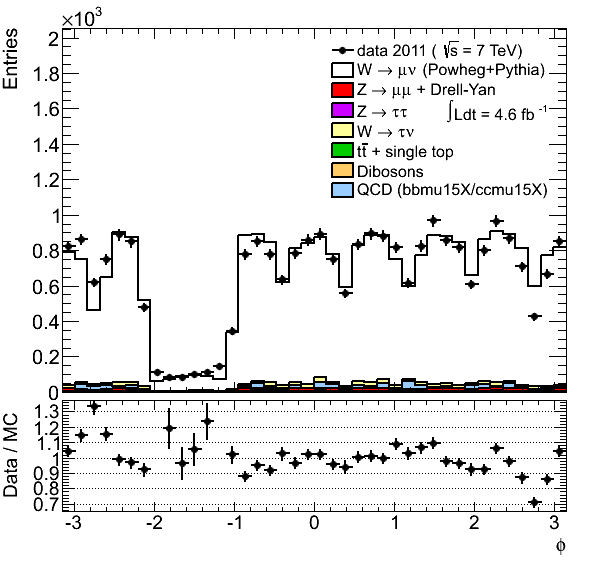 ×10³
Entries
2
1.8
1.6
1.4
1.2
1
0.8
0.6
0.4
0.2
0
data 2011 ( √s = 7 TeV)
W → μν (Powheg+Pythia)
Z → μμ + Drell-Yan
Z → ττ ∫Ldt = 4.6 fb⁻¹
W → τν
tt̄ + single top
Dibosons
QCD (bbmu15X/ccmu15X)
Data / MC
1.3
1.2
1.1
1
0.9
0.8
0.7
-3 -2 -1 0 1 2 3
ϕ